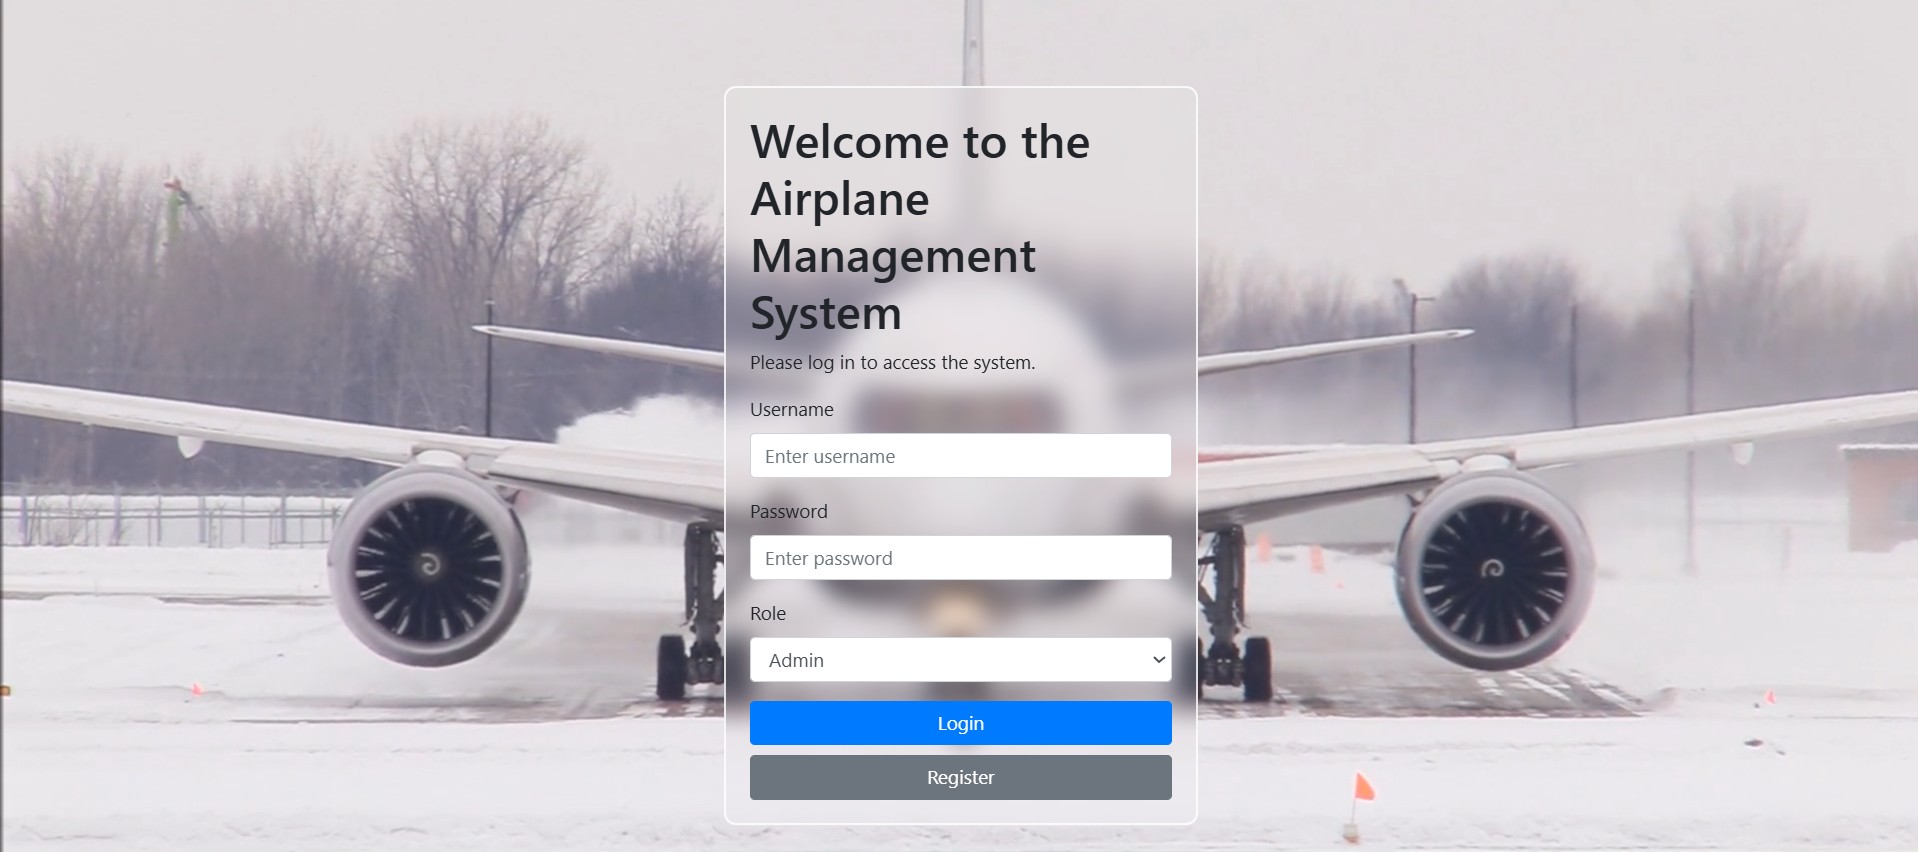 Welcome to the
Airplane
Management
System
Please log in to access the system.
Username
Enter username
Password
Enter password
Role
Admin
Login
Register